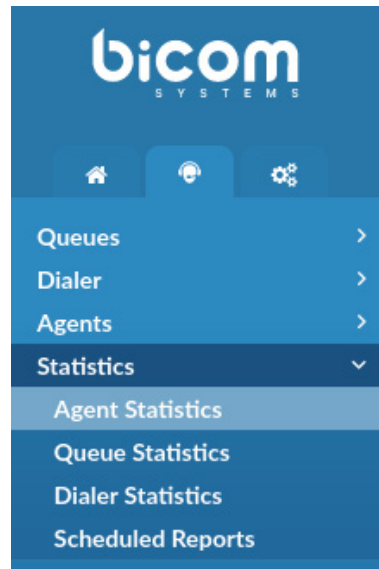 bicom
SYSTEMS
Queues
Dialer
Agents
Statistics
Agent Statistics
Queue Statistics
Dialer Statistics
Scheduled Reports